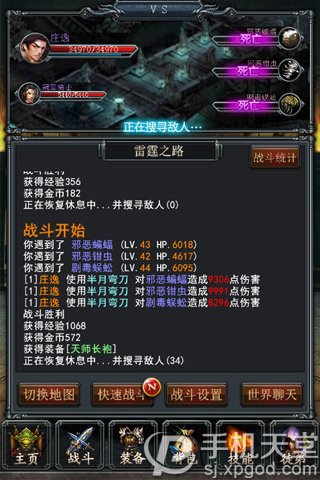 VS
庄逸
34970/34970
死亡
死亡
死亡
正在搜寻敌人···
雷霆之路
战斗统计
战斗胜利
获得经验356
获得金币182
正在恢复休息中...并搜寻敌人(0)
战斗开始
你遇到了 邪恶蝙蝠 (LV. 43 HP.6018)
你遇到了 邪恶钳虫 (LV. 42 HP.4617)
你遇到了 剧毒蜈蚣 (LV. 44 HP.6095)
[1]庄逸 使用半月弯刀 对邪恶蝙蝠造成9306点伤害
[1]庄逸 使用半月弯刀 对邪恶钳虫造成9991点伤害
[1]庄逸 使用半月弯刀 对剧毒蜈蚣造成8296点伤害
战斗胜利
获得经验1068
获得金币572
获得装备[天师长袍]
正在恢复休息中...并搜寻敌人(34)
切换地图
快速战斗
N
战斗设置
世界聊天
主页
战斗
装备
技能
手机天堂
sj.xpgod.com